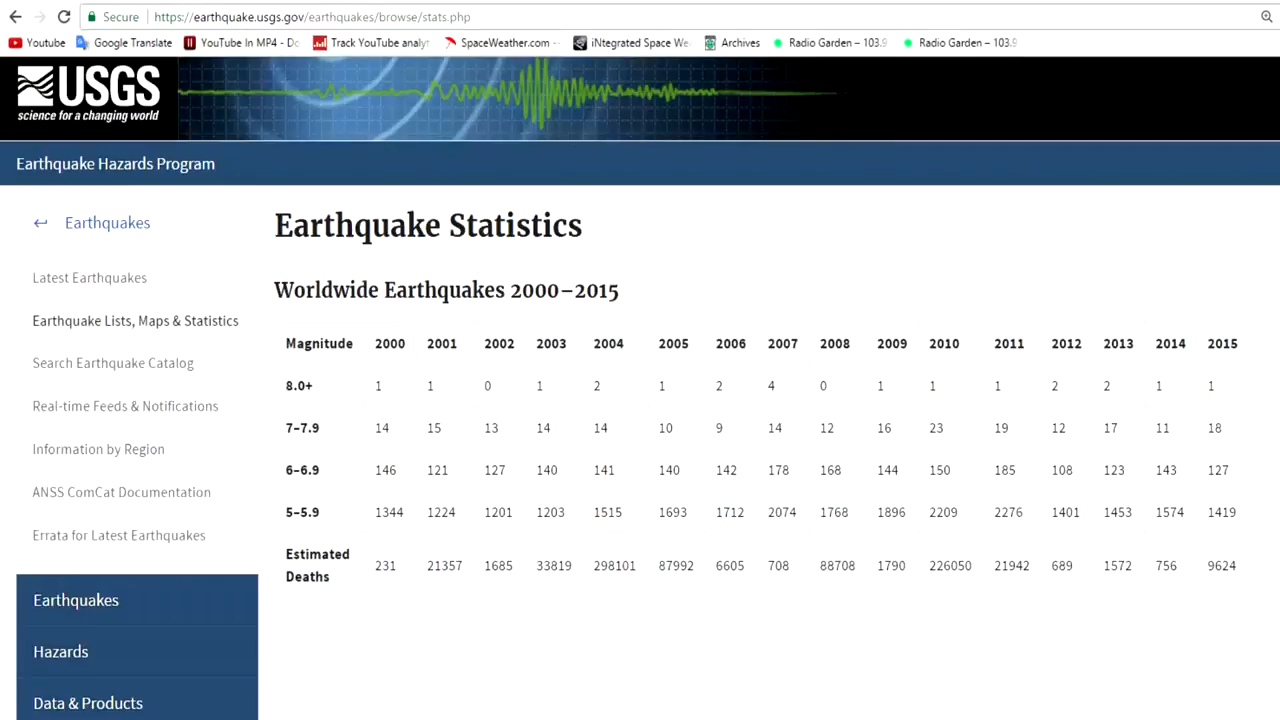 Secure https://earthquake.usgs.gov/earthquakes/browse/stats.php
Youtube Google Translate YouTube In MP4 - Do Track YouTube analyt SpaceWeather.com -- iNtegrated Space We Archives Radio Garden – 103.9 Radio Garden – 103.9
USGS
science for a changing world
Earthquake Hazards Program
Earthquakes
Latest Earthquakes
Earthquake Lists, Maps & Statistics
Search Earthquake Catalog
Real-time Feeds & Notifications
Information by Region
ANSS ComCat Documentation
Errata for Latest Earthquakes
Earthquakes
Hazards
Data & Products
Earthquake Statistics
Worldwide Earthquakes 2000–2015
Magnitude 2000 2001 2002 2003 2004 2005 2006 2007 2008 2009 2010 2011 2012 2013 2014 2015
8.0+ 1 1 0 1 2 1 2 4 0 1 1 1 2 2 1 1
7–7.9 14 15 13 14 14 10 9 14 12 16 23 19 12 17 11 18
6–6.9 146 121 127 140 141 140 142 178 168 144 150 185 108 123 143 127
5–5.9 1344 1224 1201 1203 1515 1693 1712 2074 1768 1896 2209 2276 1401 1453 1574 1419
Estimated
Deaths 231 21357 1685 33819 298101 87992 6605 708 88708 1790 226050 21942 689 1572 756 9624